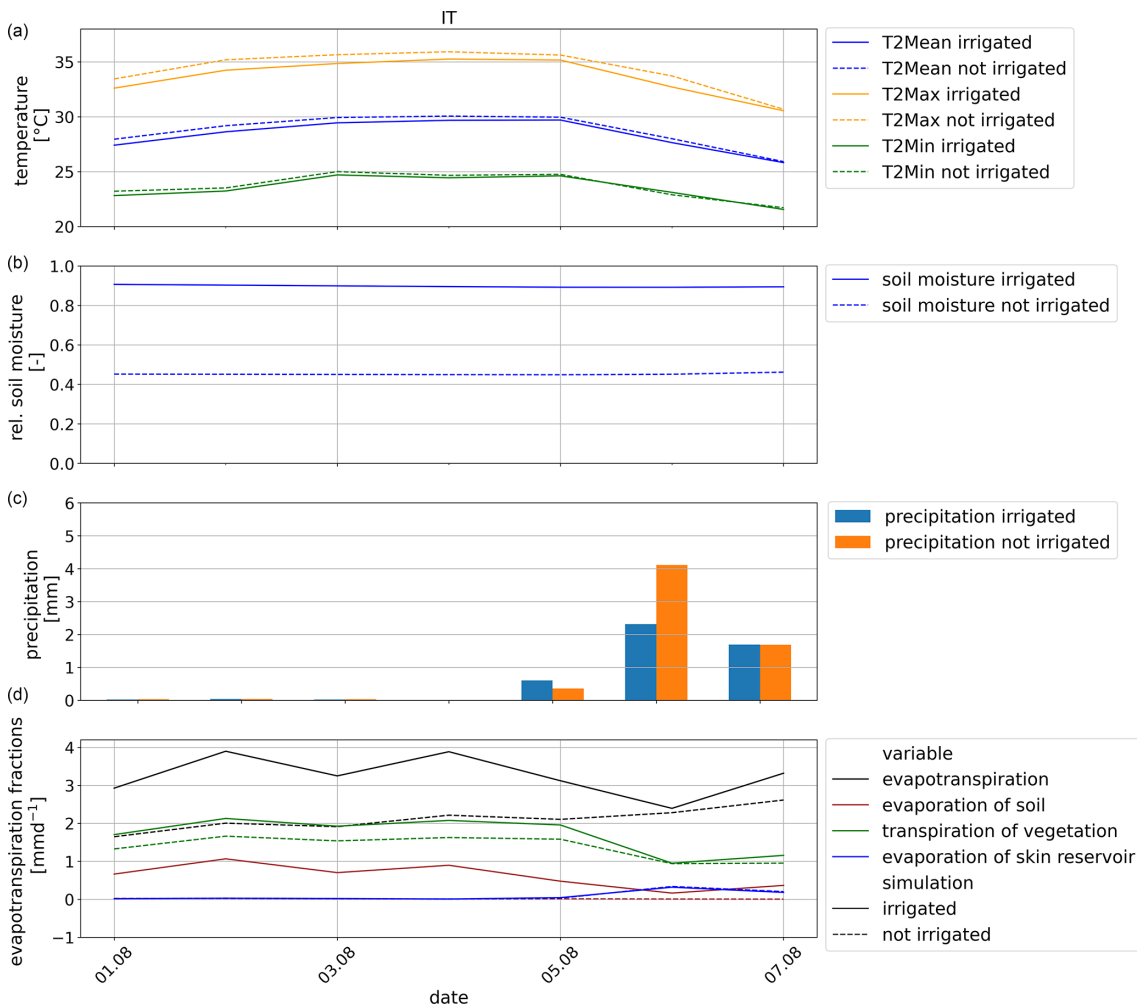 IT
(a)
temperature
[°C]
35
30
25
20
T2Mean irrigated
T2Mean not irrigated
T2Max irrigated
T2Max not irrigated
T2Min irrigated
T2Min not irrigated
(b)
rel. soil moisture
[-]
1.0
0.8
0.6
0.4
0.2
0.0
soil moisture irrigated
soil moisture not irrigated
(c)
precipitation
[mm]
6
5
4
3
2
1
0
precipitation irrigated
precipitation not irrigated
(d)
evapotranspiration fractions
[mmd⁻¹]
4
3
2
1
0
−1
variable
evapotranspiration
evaporation of soil
transpiration of vegetation
evaporation of skin reservoir
simulation
irrigated
not irrigated
01.08
03.08
05.08
07.08
date